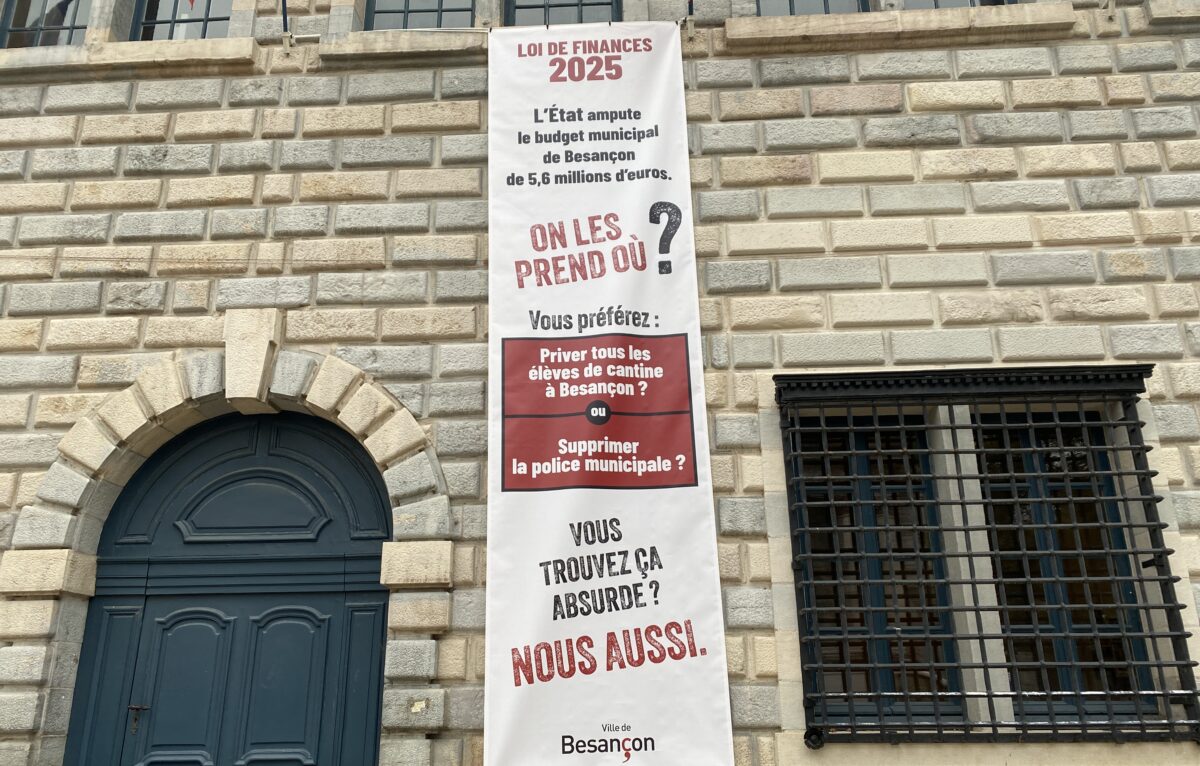 LOI DE FINANCES
2025
L'État ampute
le budget municipal
de Besançon
de 5,6 millions d'euros.
ON LES
PREND OÙ ?
Vous préférez :
Priver tous les
élèves de cantine
à Besançon ?
ou
Supprimer
la police municipale ?
VOUS
TROUVEZ ÇA
ABSURDE ?
NOUS AUSSI.
Ville de
Besançon